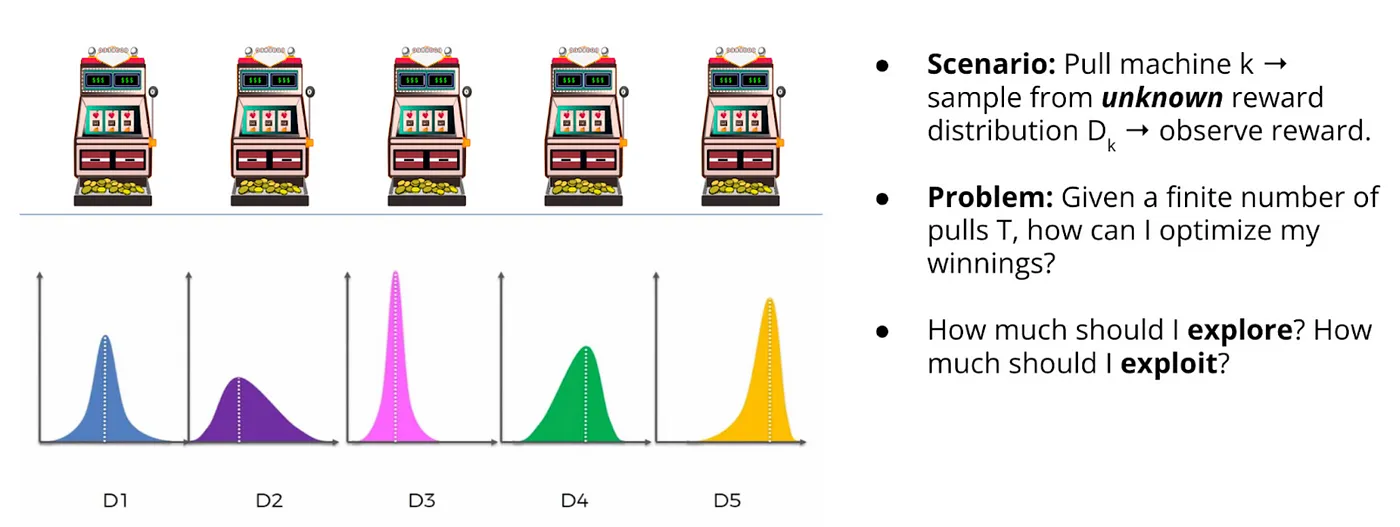 $$$ $$$ $$$ $$$ $$$ $$$ $$$ $$$ $$$ $$$
● Scenario: Pull machine k →
sample from unknown reward
distribution Dk → observe reward.
● Problem: Given a finite number of
pulls T, how can I optimize my
winnings?
● How much should I explore? How
much should I exploit?
D1 D2 D3 D4 D5